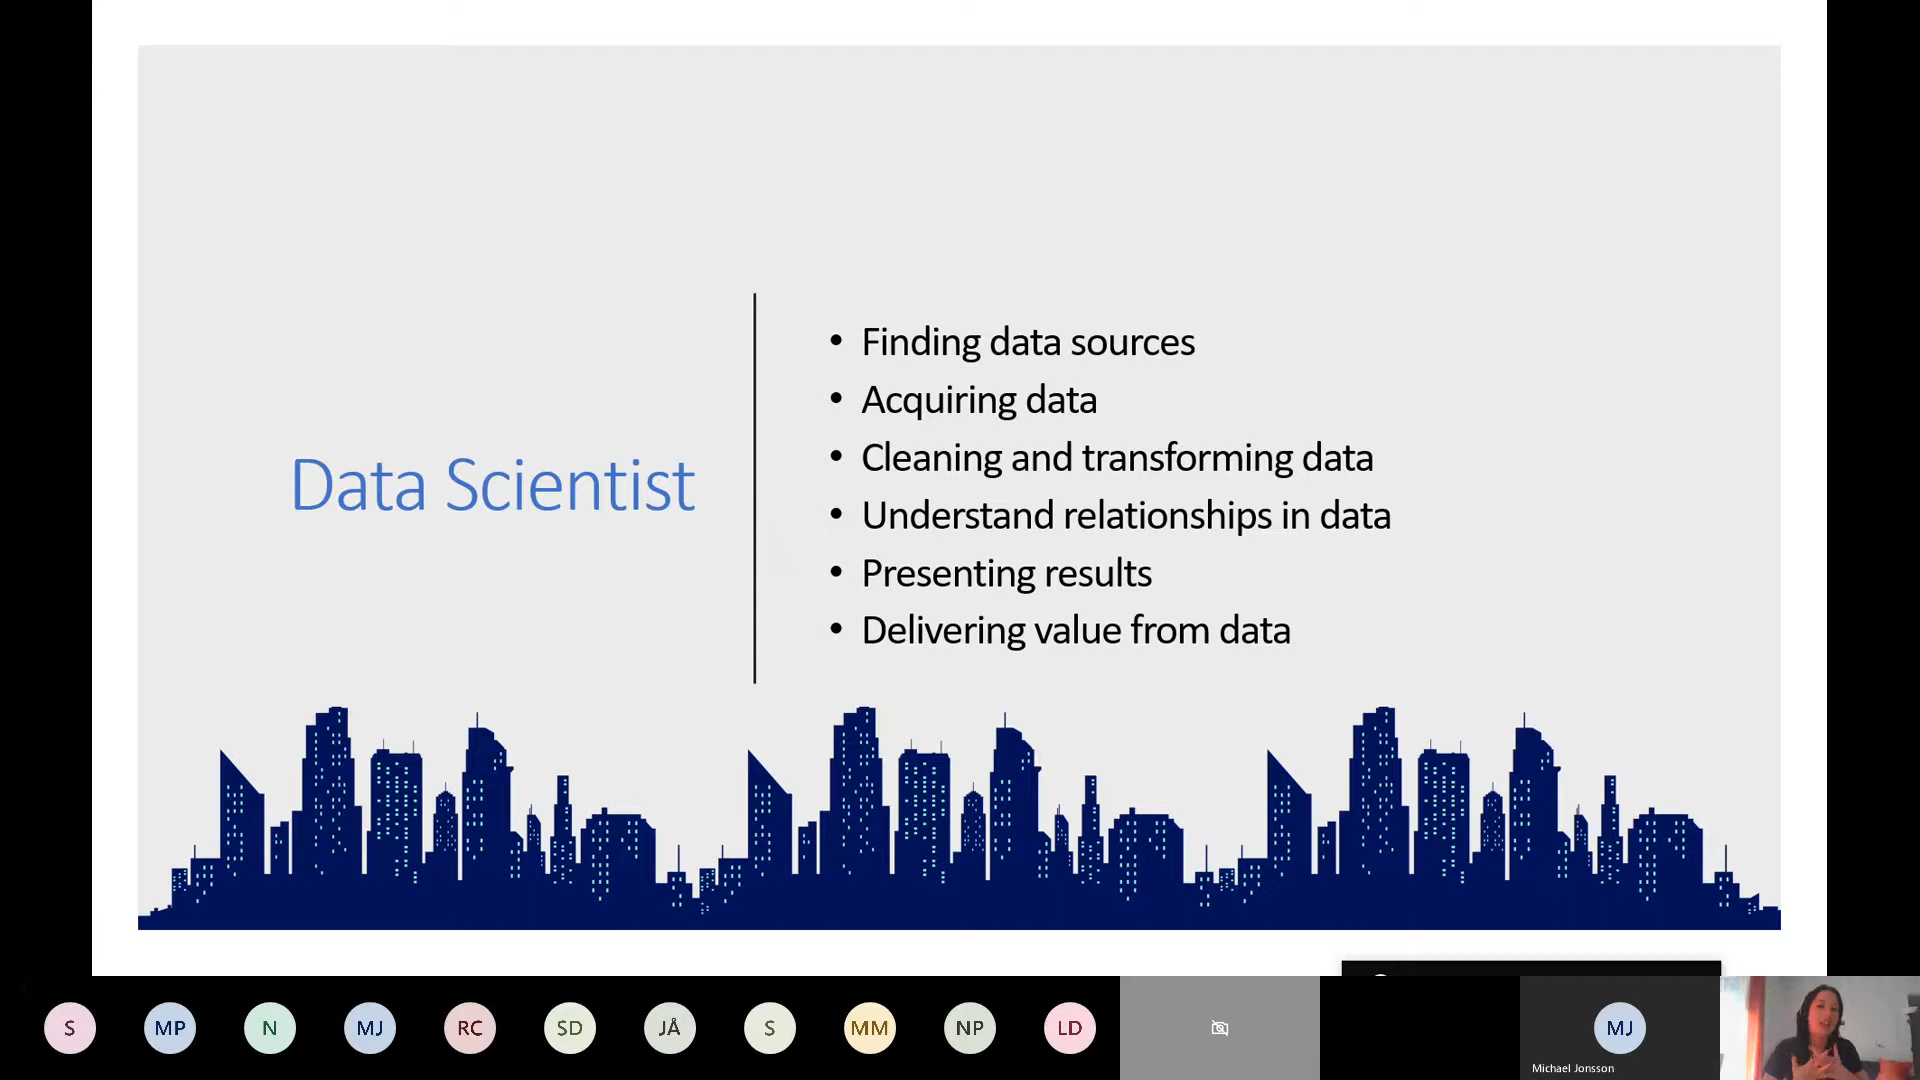 Data Scientist
• Finding data sources
• Acquiring data
• Cleaning and transforming data
• Understand relationships in data
• Presenting results
• Delivering value from data
S
MP
N
MJ
RC
SD
JÅ
S
MM
NP
LD
MJ
Michael Jonsson